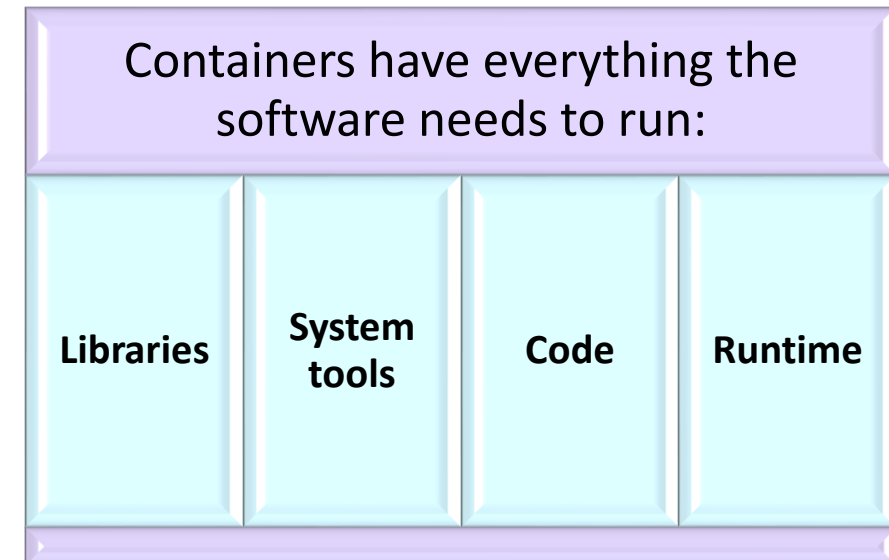 Containers have everything the
software needs to run:
Libraries
System
tools
Code
Runtime